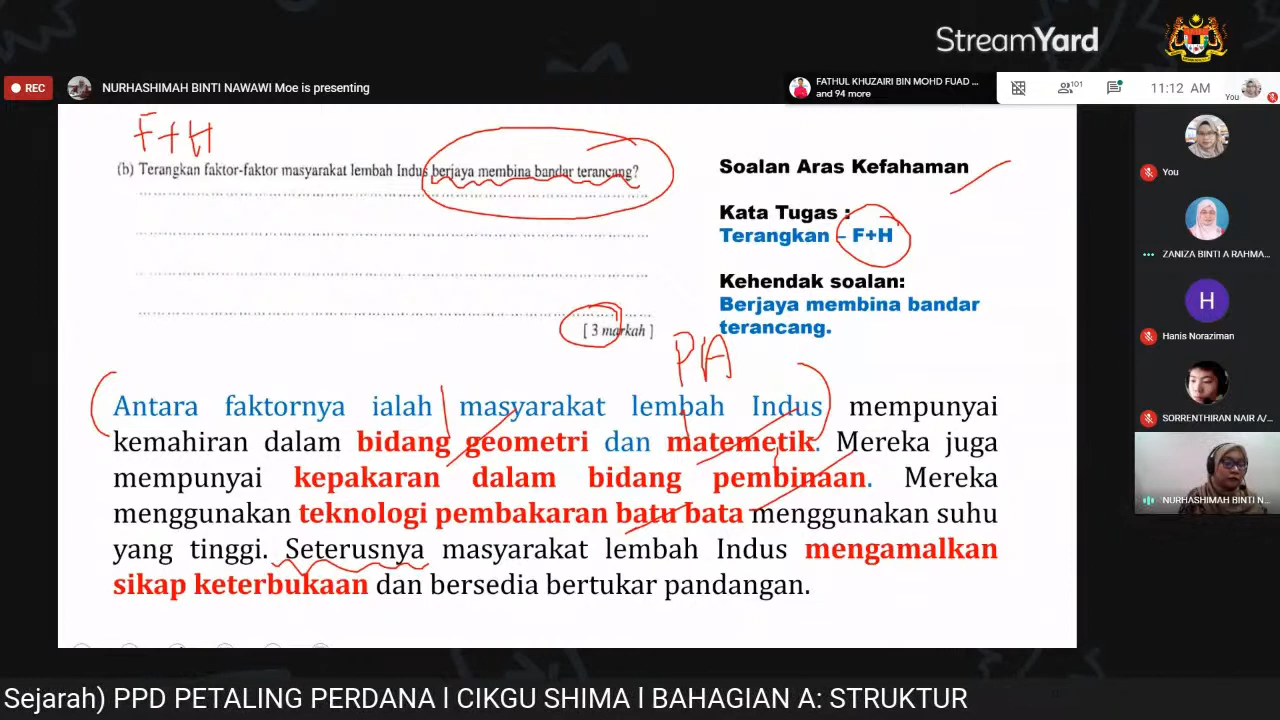 StreamYard
REC
NURHASHIMAH BINTI NAWAWI Moe is presenting
FATHUL KHUZAIRI BIN MOHD FUAD ...
and 94 more
101
11:12 AM
You
F+H
(b) Terangkan faktor-faktor masyarakat lembah Indus berjaya membina bandar terancang?
[ 3 markah ]
Soalan Aras Kefahaman
Kata Tugas :
Terangkan – F+H
Kehendak soalan:
Berjaya membina bandar
terancang.
PIA
Antara faktornya ialah masyarakat lembah Indus mempunyai
kemahiran dalam bidang geometri dan matemetik. Mereka juga
mempunyai kepakaran dalam bidang pembinaan. Mereka
menggunakan teknologi pembakaran batu bata menggunakan suhu
yang tinggi. Seterusnya masyarakat lembah Indus mengamalkan
sikap keterbukaan dan bersedia bertukar pandangan.
You
ZANIZA BINTI A RAHMA...
H
Hanis Noraziman
SORRENTHIRAN NAIR A/...
NURHASHIMAH BINTI N...
Sejarah) PPD PETALING PERDANA l CIKGU SHIMA l BAHAGIAN A: STRUKTUR